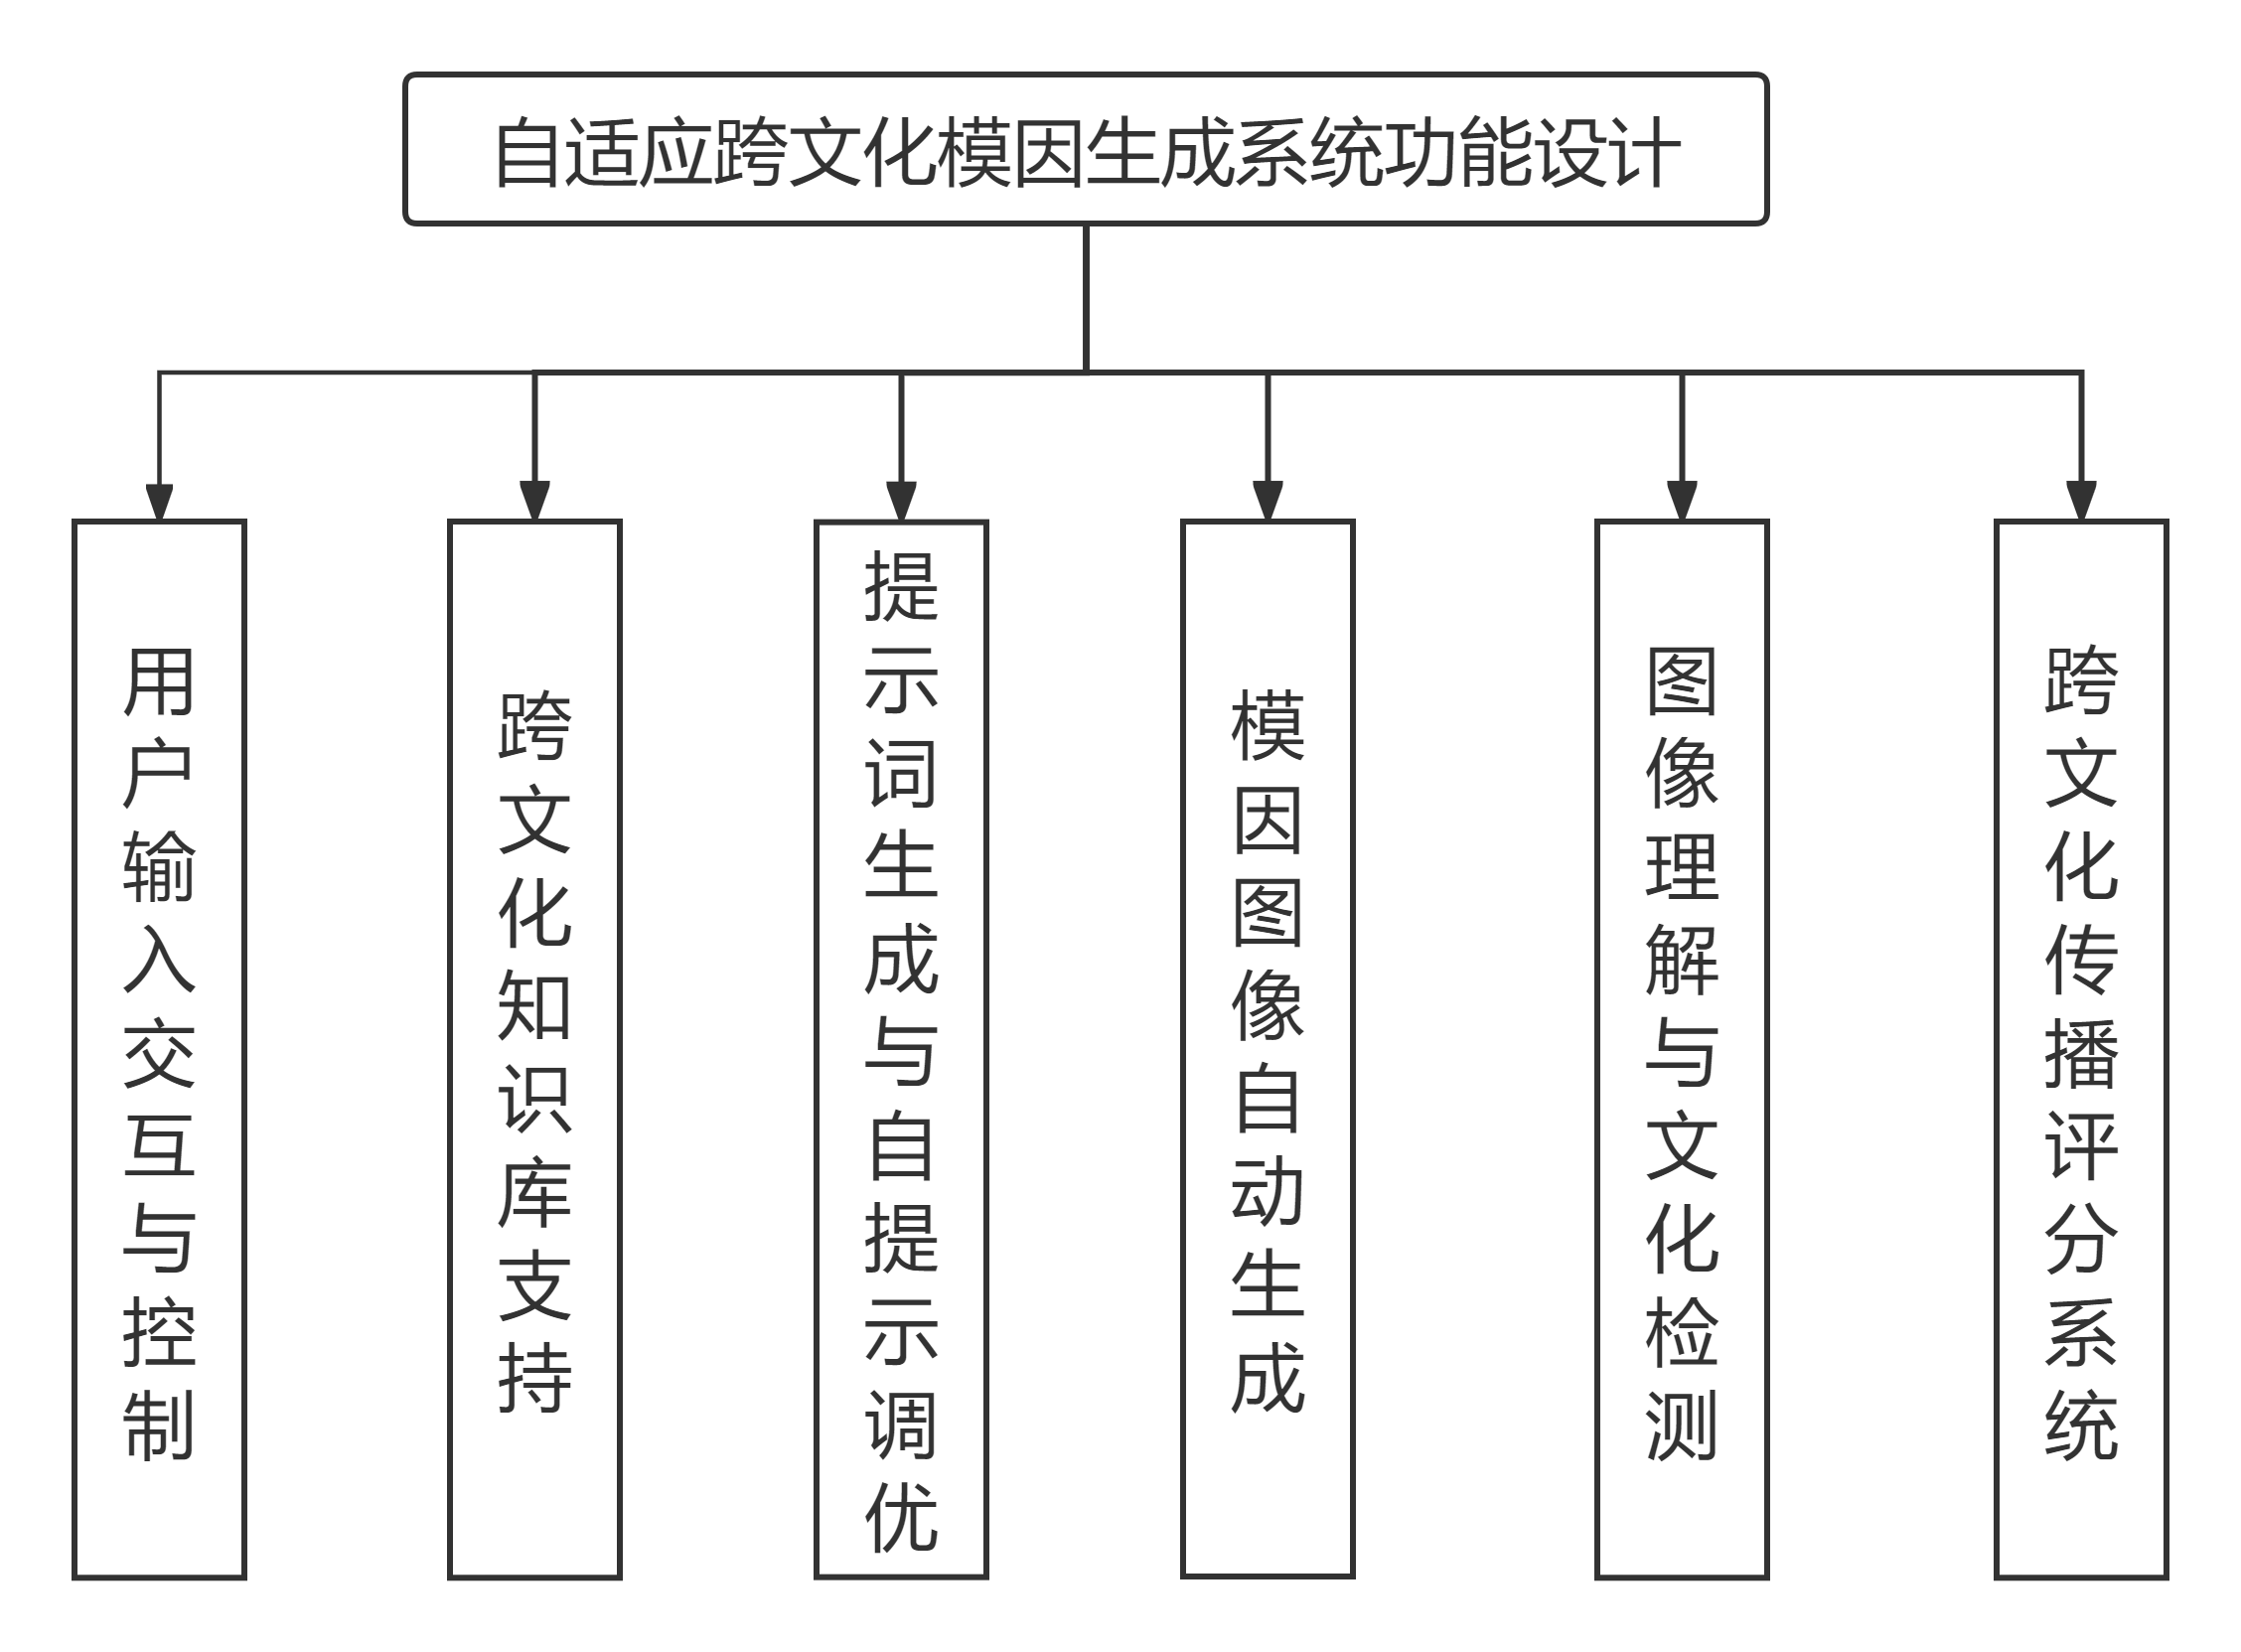 自适应跨文化模因生成系统功能设计
用户输入交互与控制
跨文化知识库支持
提示词生成与自提示调优
模因图像自动生成
图像理解与文化检测
跨文化传播评分系统